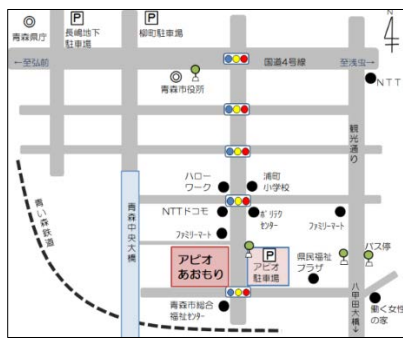 N
P
P
青森県庁
長嶋地下
駐車場
柳町駐車場
←至弘前
国道4号線
至浅虫→
青森市役所
NTT
観光通り
ハロー
ワーク
浦町
小学校
青い森鉄道
青森中央大橋
NTTドコモ
ポリテク
センター
ファミリーマート
ファミリーマート
アピオ
あおもり
P
アピオ
駐車場
県民福祉
プラザ
バス停
青森市総合
福祉センター
八甲田大橋↓
働く女性
の家